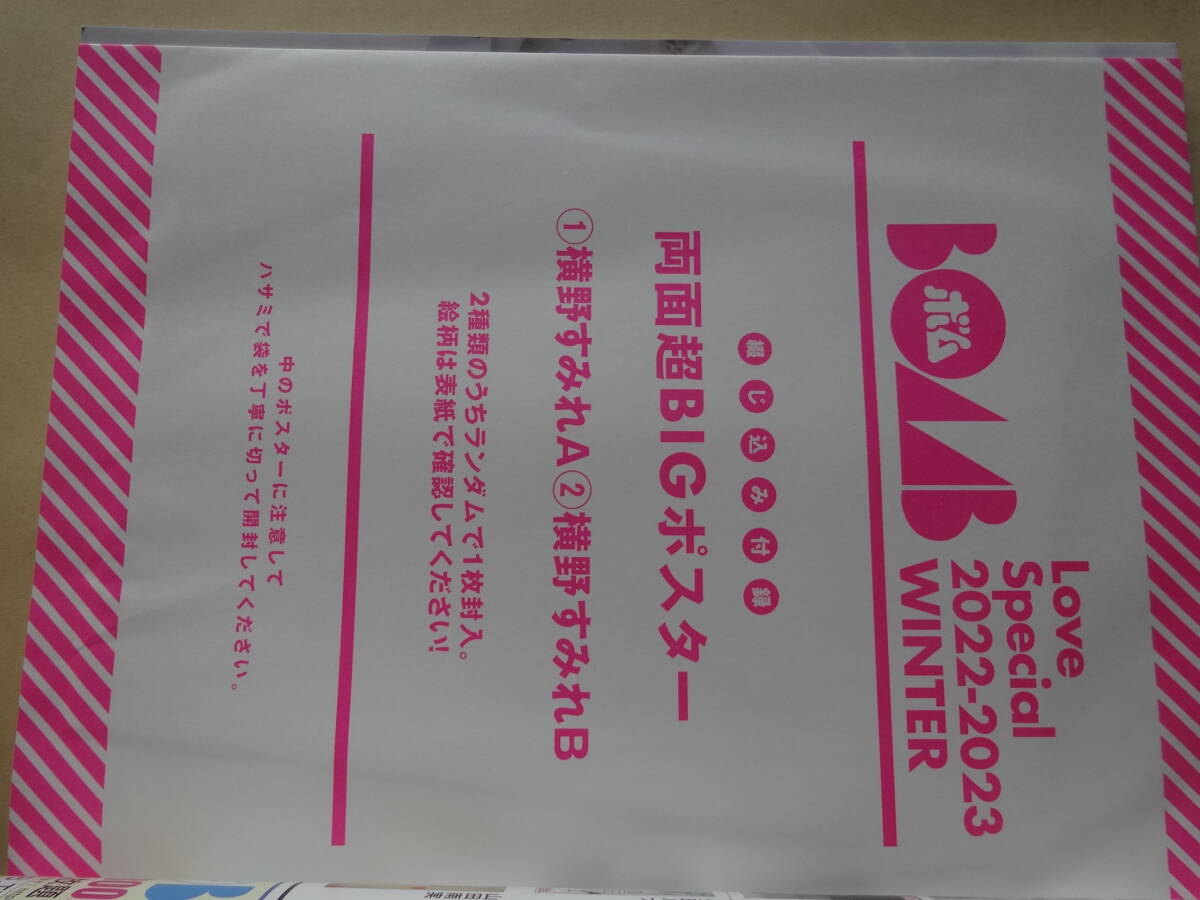 BOMB
ボム
Love
Special
2022-2023
WINTER
綴じ込み付録
両面超BIGポスター
①横野すみれA②横野すみれB
2種類のうちランダムで1枚封入。
絵柄は表紙で確認してください!
中のポスターに注意して
ハサミで袋を丁寧に切って開封してください。